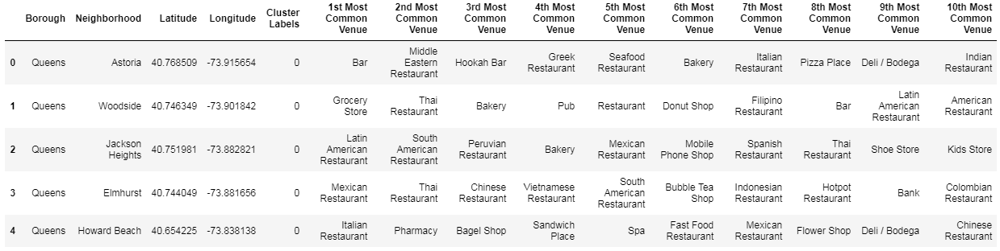 Borough Neighborhood Latitude Longitude Cluster Labels 1st Most Common Venue 2nd Most Common Venue 3rd Most Common Venue 4th Most Common Venue 5th Most Common Venue 6th Most Common Venue 7th Most Common Venue 8th Most Common Venue 9th Most Common Venue 10th Most Common Venue
0 Queens Astoria 40.768509 -73.915654 0 Bar Middle Eastern Restaurant Hookah Bar Greek Restaurant Seafood Restaurant Bakery Italian Restaurant Pizza Place Deli / Bodega Indian Restaurant
1 Queens Woodside 40.746349 -73.901842 0 Grocery Store Thai Restaurant Bakery Pub Restaurant Donut Shop Filipino Restaurant Bar Latin American Restaurant American Restaurant
2 Queens Jackson Heights 40.751981 -73.882821 0 Latin American Restaurant South American Restaurant Peruvian Restaurant Bakery Mexican Restaurant Mobile Phone Shop Spanish Restaurant Thai Restaurant Shoe Store Kids Store
3 Queens Elmhurst 40.744049 -73.881656 0 Mexican Restaurant Thai Restaurant Chinese Restaurant Vietnamese Restaurant South American Restaurant Bubble Tea Shop Indonesian Restaurant Hotpot Restaurant Bank Colombian Restaurant
4 Queens Howard Beach 40.654225 -73.838138 0 Italian Restaurant Pharmacy Bagel Shop Sandwich Place Spa Fast Food Restaurant Mexican Restaurant Flower Shop Deli / Bodega Chinese Restaurant